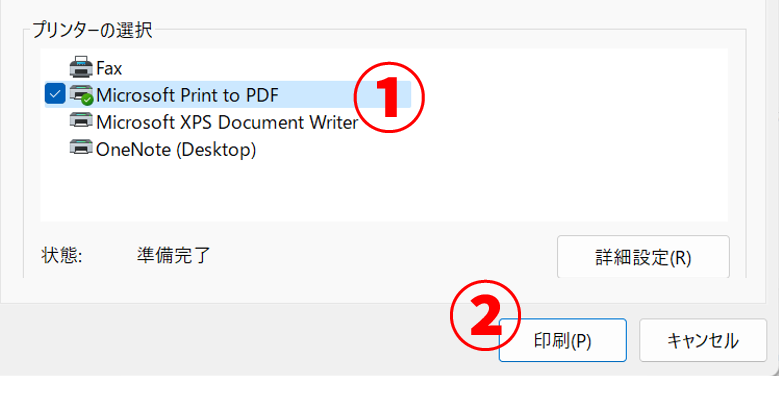 プリンターの選択
Fax
Microsoft Print to PDF
①
Microsoft XPS Document Writer
OneNote (Desktop)
状態: 準備完了
詳細設定(R)
②
印刷(P) キャンセル